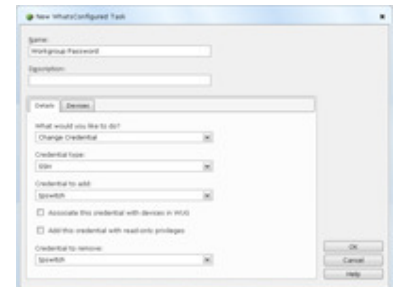 New WhatsConfigured Task
Name:
Workgroup Password
Description:
Details Devices
What would you like to do?
Change Credential
Credential type:
SSH
Credential to add:
Ipswitch
Associate this credential with devices in WUG
Add this credential with read-only privileges
Credential to remove:
Ipswitch
OK
Cancel
Help